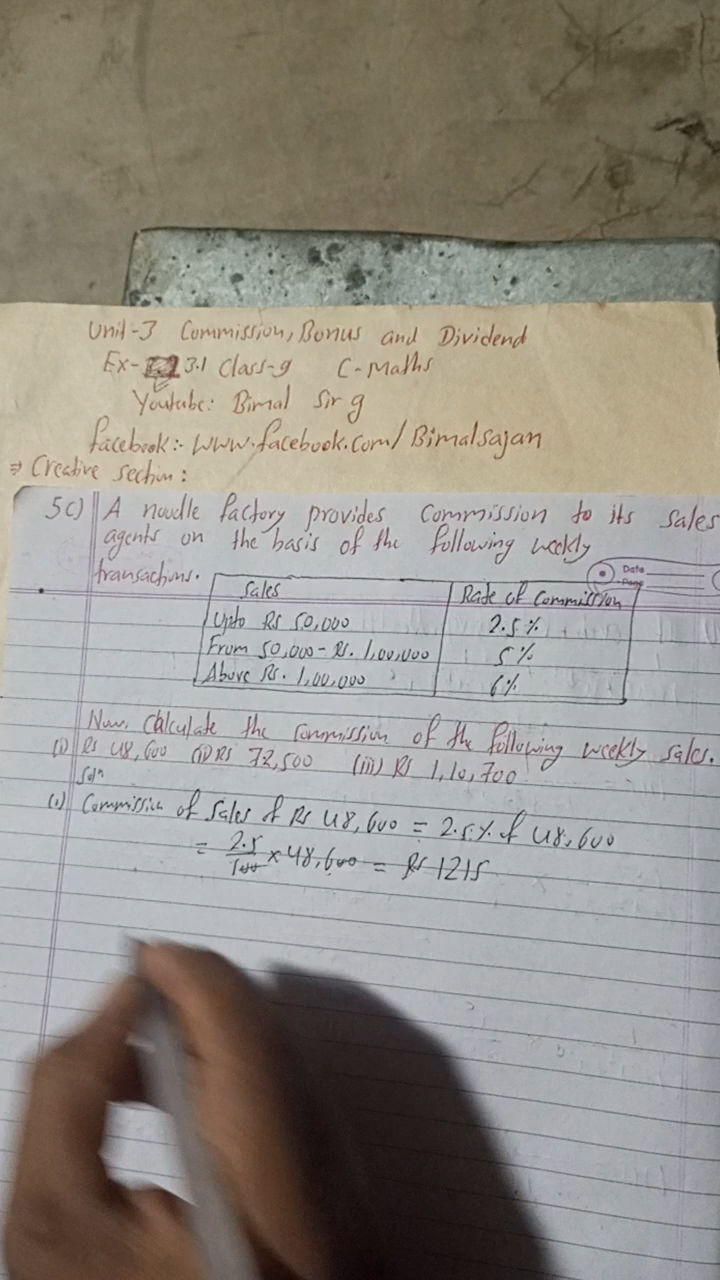 Unit-3 Commission, Bonus and Dividend
Ex- 3.1 Class-9 C-Maths
Youtube: Bimal Sir g
facebook:- www.facebook.com/Bimalsajan
⇒ Creative section:
5c) A noodle factory provides commission to its sales
agents on the basis of the following weekly
transactions.
Date
Page
Sales Rate of Commission
Upto Rs 50,000 2.5%
From 50,000 - Rs. 1,00,000 5%
Above Rs. 1,00,000 6%
Now, calculate the commission of the following weekly sales.
(i) Rs 48,600 (ii) Rs 72,500 (iii) Rs 1,10,700
Solⁿ
(i) Commission of Sales of Rs 48,600 = 2.5% of 48,600
= 2.5/100 × 48,600 = Rs 1215